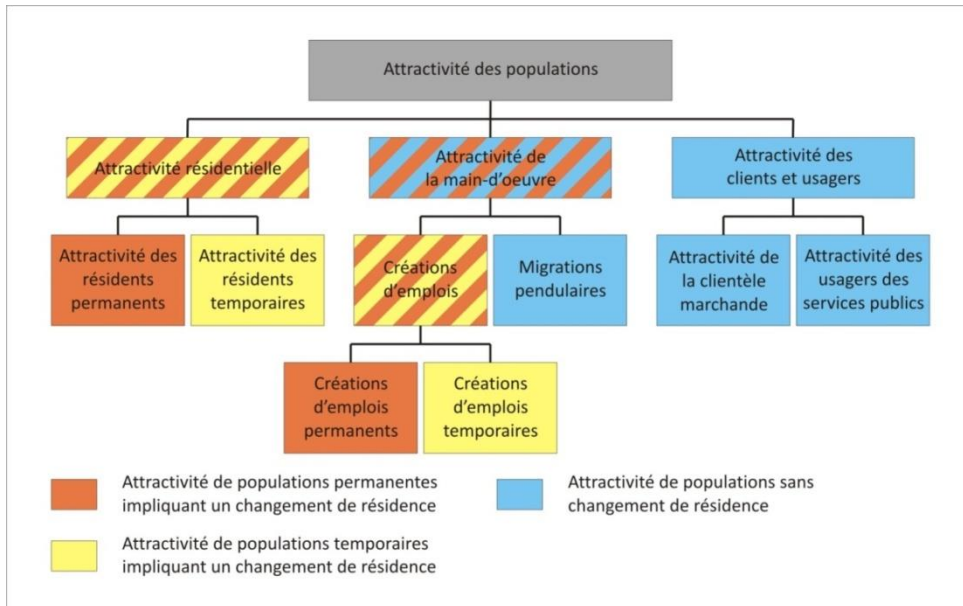 Attractivité des populations
Attractivité résidentielle
Attractivité de
la main-d'oeuvre
Attractivité des
clients et usagers
Attractivité des
résidents
permanents
Attractivité des
résidents
temporaires
Créations
d'emplois
Migrations
pendulaires
Attractivité de
la clientèle
marchande
Attractivité des
usagers des
services publics
Créations
d'emplois
permanents
Créations
d'emplois
temporaires
Attractivité de populations permanentes
impliquant un changement de résidence
Attractivité de populations sans
changement de résidence
Attractivité de populations temporaires
impliquant un changement de résidence